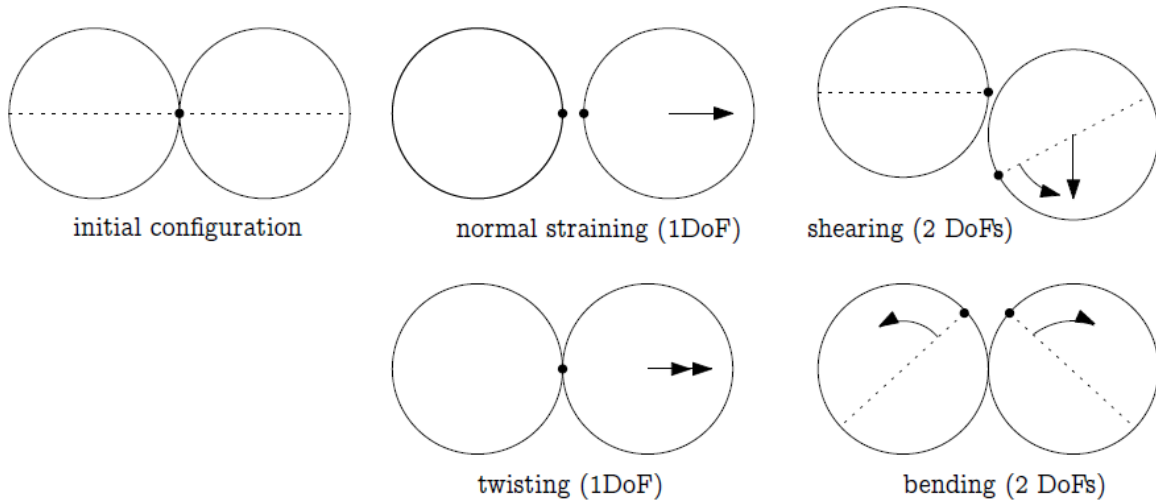 initial configuration
normal straining (1DoF)
shearing (2 DoFs)
twisting (1DoF)
bending (2 DoFs)